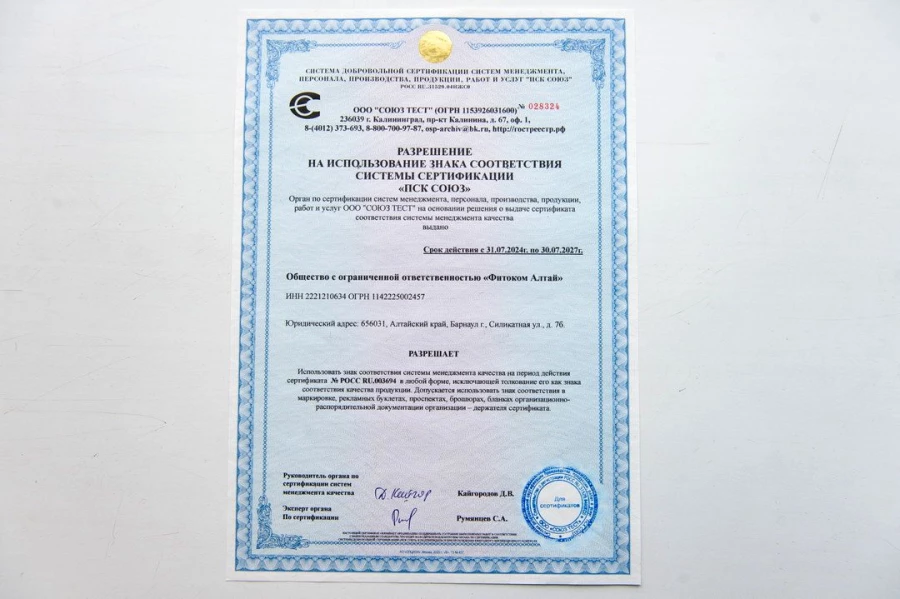 СИСТЕМА ДОБРОВОЛЬНОЙ СЕРТИФИКАЦИИ СИСТЕМ МЕНЕДЖМЕНТА,
ПЕРСОНАЛА, ПРОИЗВОДСТВА, ПРОДУКЦИИ, РАБОТ И УСЛУГ "ПСК СОЮЗ"
ООО "СОЮЗ ТЕСТ" (ОГРН 1153926031600) № 028324
236039 г. Калининград, пр-кт Калинина, д. 67, оф. 1,
8-(4012) 373-693, 8-800-700-97-87, osp-archiv@bk.ru, http://rostreestr.рф
РАЗРЕШЕНИЕ
НА ИСПОЛЬЗОВАНИЕ ЗНАКА СООТВЕТСТВИЯ
СИСТЕМЫ СЕРТИФИКАЦИИ
«ПСК СОЮЗ»
Орган по сертификации систем менеджмента, персонала, производства, продукции,
работ и услуг ООО "СОЮЗ ТЕСТ" на основании решения о выдаче сертификата
соответствия системы менеджмента качества
выдано
Срок действия с 31.07.2024г. по 30.07.2027г.
Общество с ограниченной ответственностью «Фитоком Алтай»
ИНН 2221210634 ОГРН 1142225002457
Юридический адрес: 656031, Алтайский край, Барнаул г., Силикатная ул., д. 7б.
РАЗРЕШАЕТ
Использовать знак соответствия системы менеджмента качества на период действия
сертификата № РОСС RU.003694 в любой форме, исключающей толкование его как знака
соответствия качества продукции. Допускается использовать знак соответствия в
маркировке, рекламных буклетах, проспектах, брошюрах, бланках организационно-
распорядительной документации организации – держателя сертификата.
Руководитель органа по
сертификации систем
менеджмента качества
Кайгородов Д.В.
Эксперт органа
По сертификации
Румянцев С.А.
Для
сертификатов